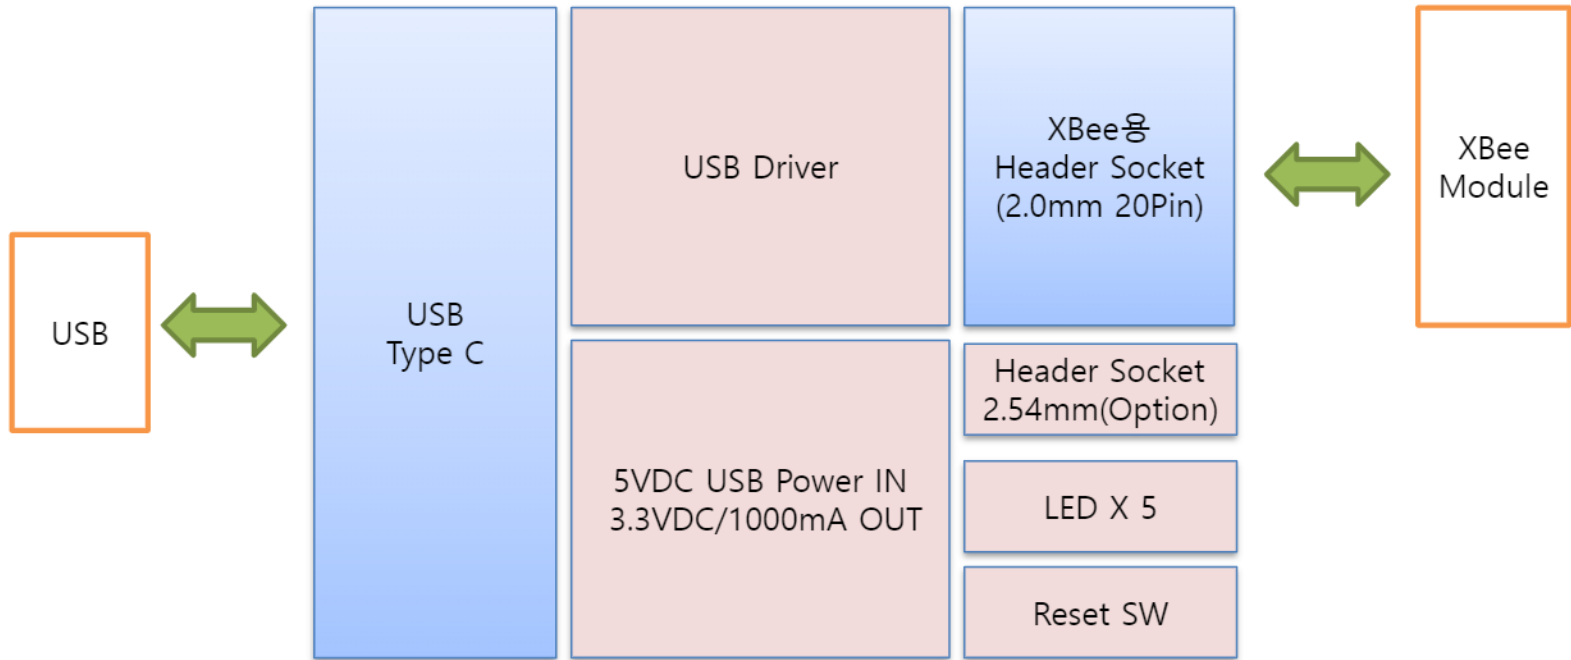 USB
USB
Type C
USB Driver
5VDC USB Power IN
3.3VDC/1000mA OUT
XBee용
Header Socket
(2.0mm 20Pin)
Header Socket
2.54mm(Option)
LED X 5
Reset SW
XBee
Module